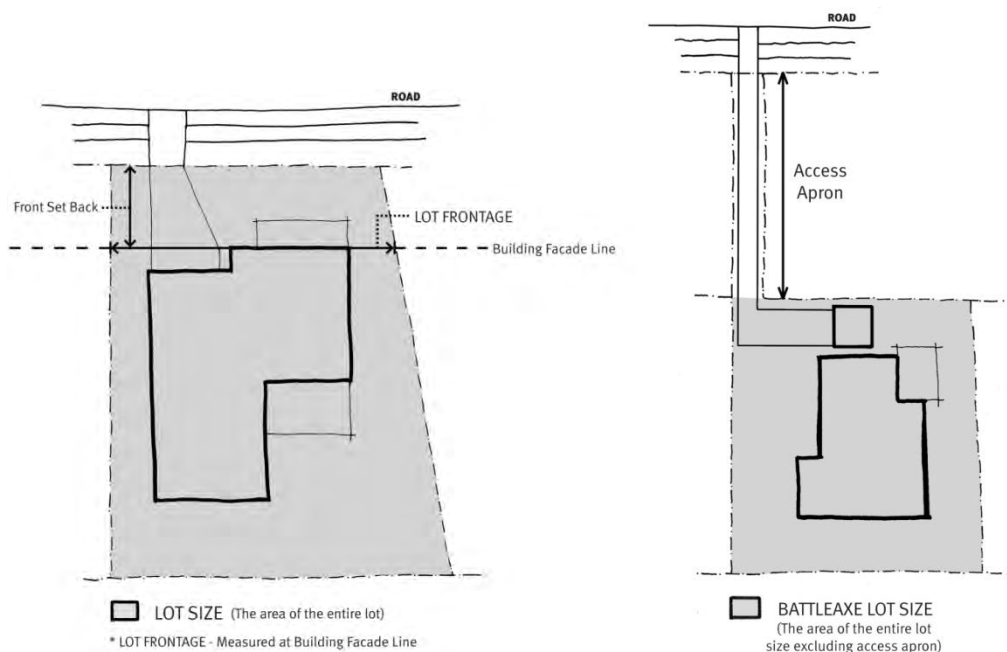 ROAD
Front Set Back
LOT FRONTAGE
Building Facade Line
LOT SIZE (The area of the entire lot)
* LOT FRONTAGE - Measured at Building Facade Line
ROAD
Access
Apron
BATTLEAXE LOT SIZE
(The area of the entire lot
size excluding access apron)